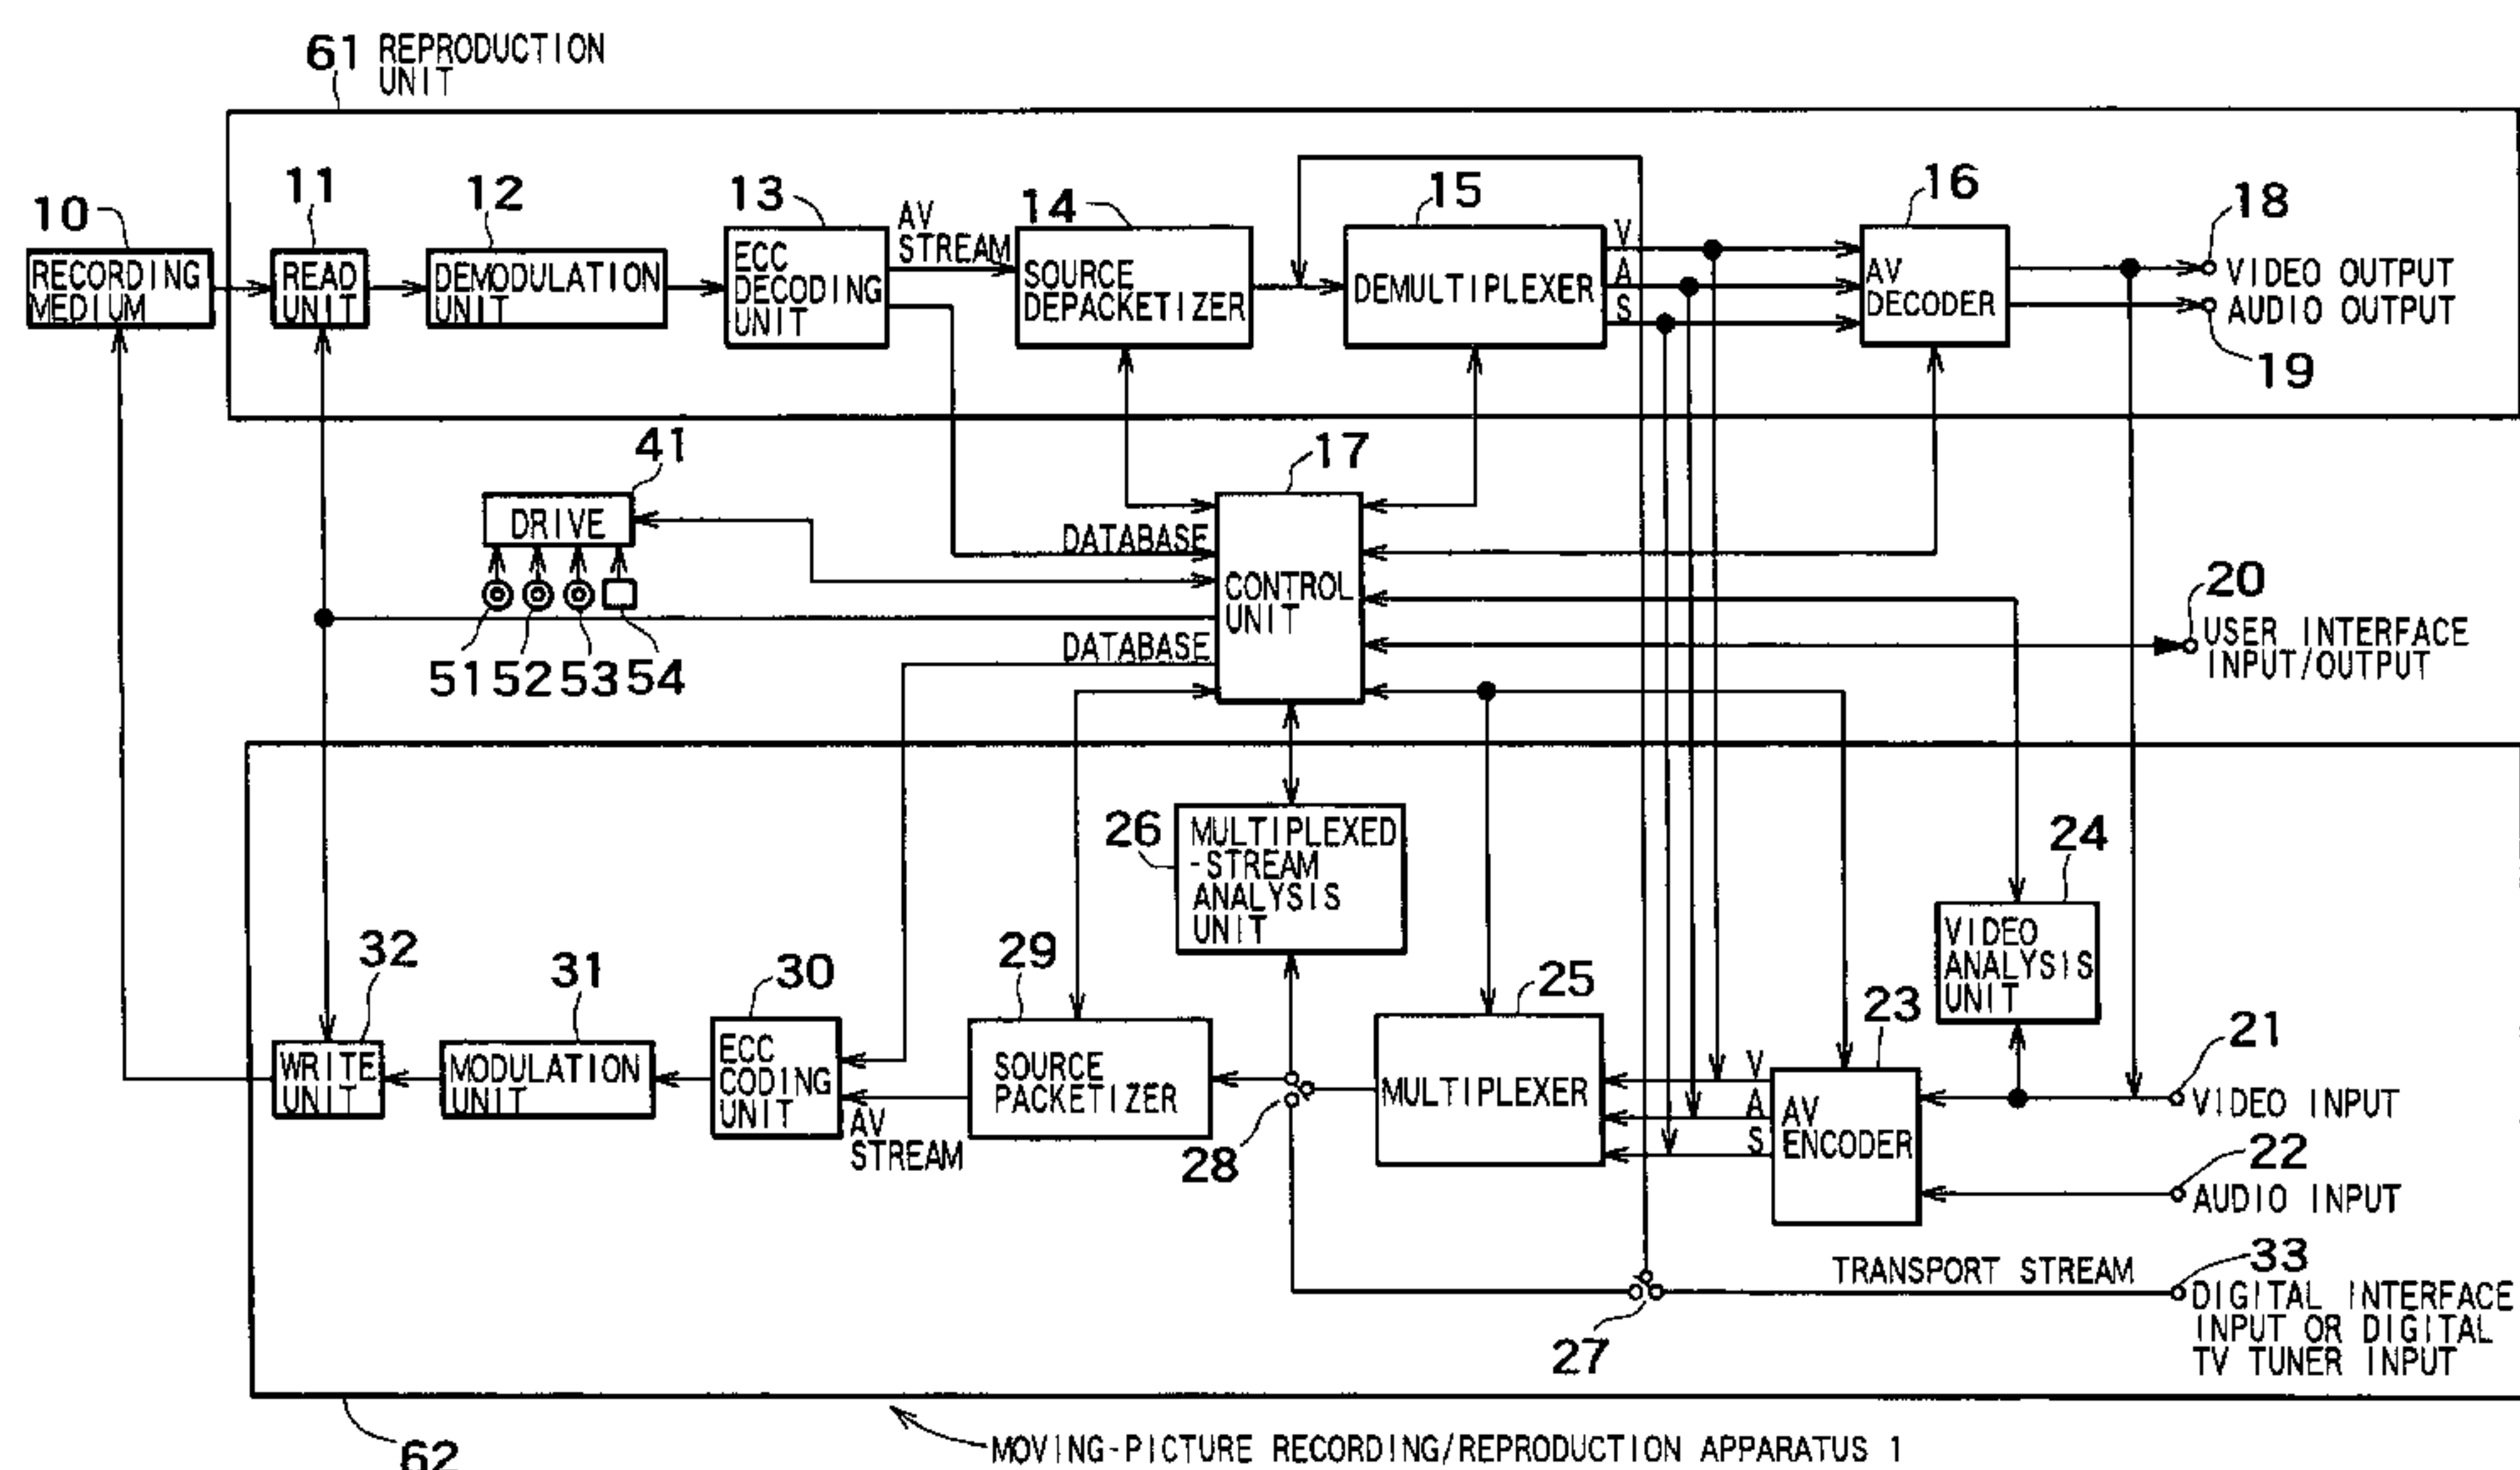 61 REPRODUCTION
UNIT
10
11
12
13
AV
STREAM
14
15
16
18
RECORDING
MEDIUM
READ
UNIT
DEMODULATION
UNIT
ECC
DECODING
UNIT
SOURCE
DEPACKETIZER
DEMULTIPLEXER
V
A
S
AV
DECODER
VIDEO OUTPUT
AUDIO OUTPUT
19
41
DRIVE
17
DATABASE
CONTROL
UNIT
DATABASE
20
USER INTERFACE
INPUT/OUTPUT
51 52 53 54
26
MULTIPLEXED
-STREAM
ANALYSIS
UNIT
24
VIDEO
ANALYSIS
UNIT
32
31
30
29
25
23
21
WRITE
UNIT
MODULATION
UNIT
ECC
CODING
UNIT
AV
STREAM
SOURCE
PACKETIZER
28
MULTIPLEXER
V
A
S
AV
ENCODER
VIDEO INPUT
22
AUDIO INPUT
TRANSPORT STREAM
33
DIGITAL INTERFACE
INPUT OR DIGITAL
TV TUNER INPUT
27
62
MOVING-PICTURE RECORDING/REPRODUCTION APPARATUS 1